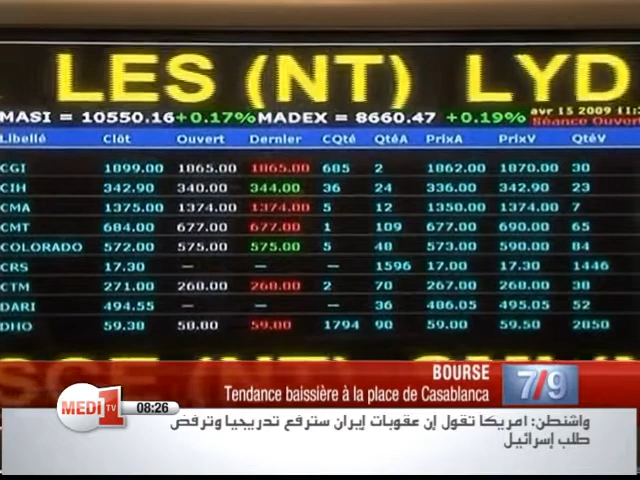 LES (NT) LYD
MASI = 10550.16 +0.17% MADEX = 8660.47 +0.19%
avr 15 2009 11:2
Séance Ouver
Libellé Clôt Ouvert Dernier CQté QtéA PrixA PrixV QtéV
CGI 1899.00 1865.00 1865.00 685 2 1862.00 1870.00 30
CIH 342.90 340.00 344.00 36 24 336.00 342.90 23
CMA 1375.00 1374.00 1374.00 5 12 1350.00 1374.00 7
CMT 684.00 677.00 677.00 1 109 677.00 690.00 65
COLORADO 572.00 575.00 575.00 5 48 573.00 590.00 84
CRS 17.30 — — — 1596 17.00 17.30 1446
CTM 271.00 268.00 268.00 2 70 267.00 268.00 38
DARI 494.55 — — — 36 486.05 495.05 52
DHO 59.30 58.80 59.00 1794 90 59.00 59.50 2850
BOURSE
Tendance baissière à la place de Casablanca
7/9
MEDI 1 TV
08:26
واشنطن: امريكا تقول إن عقوبات إيران سترفع تدريجيا وترفض
طلب إسرائيل